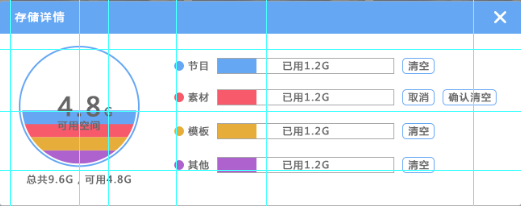 存储详情
4.8G
可用空间
总共9.6G，可用4.8G
节目 已用1.2G 清空
素材 已用1.2G 取消 确认清空
模板 已用1.2G 清空
其他 已用1.2G 清空